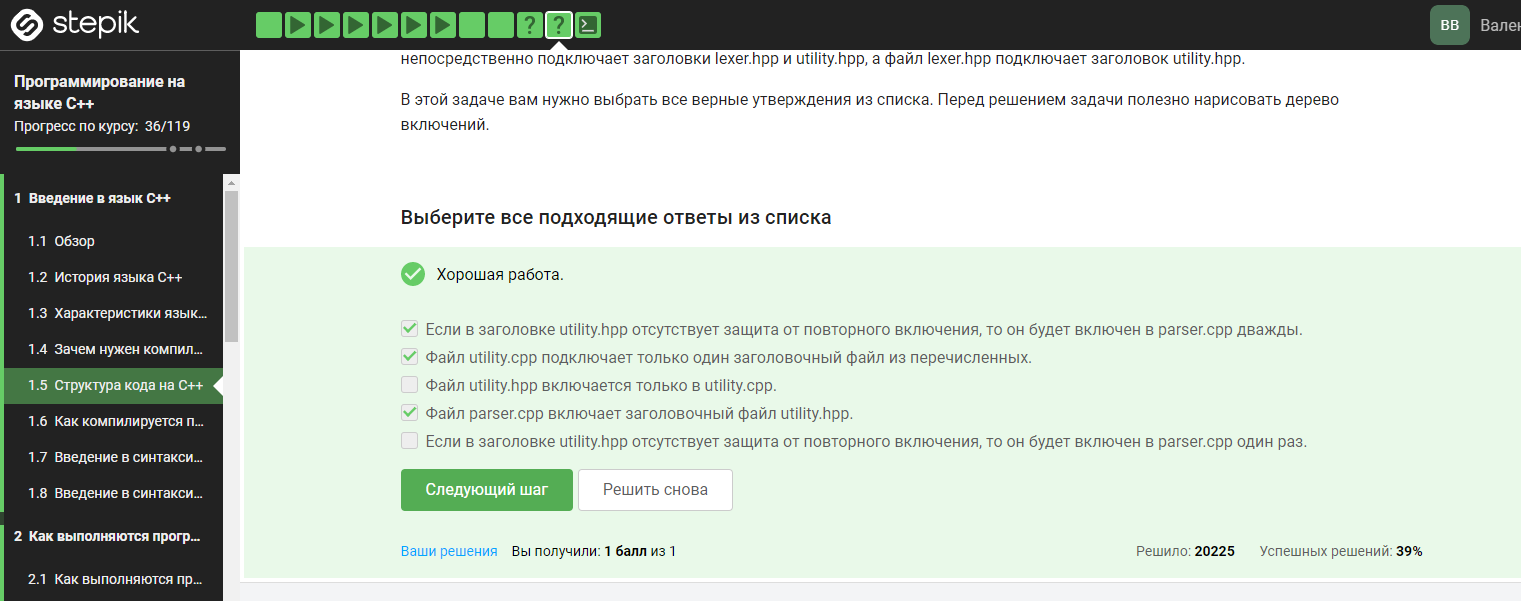 stepik
? ?
BB
Вален
Программирование на
языке C++
Прогресс по курсу: 36/119
1 Введение в язык C++
1.1 Обзор
1.2 История языка C++
1.3 Характеристики язык...
1.4 Зачем нужен компил...
1.5 Структура кода на C++
1.6 Как компилируется п...
1.7 Введение в синтакси...
1.8 Введение в синтакси...
2 Как выполняются прогр...
2.1 Как выполняются пр...
непосредственно подключает заголовки lexer.hpp и utility.hpp, а файл lexer.hpp подключает заголовок utility.hpp.
В этой задаче вам нужно выбрать все верные утверждения из списка. Перед решением задачи полезно нарисовать дерево
включений.
Выберите все подходящие ответы из списка
Хорошая работа.
Если в заголовке utility.hpp отсутствует защита от повторного включения, то он будет включен в parser.cpp дважды.
Файл utility.cpp подключает только один заголовочный файл из перечисленных.
Файл utility.hpp включается только в utility.cpp.
Файл parser.cpp включает заголовочный файл utility.hpp.
Если в заголовке utility.hpp отсутствует защита от повторного включения, то он будет включен в parser.cpp один раз.
Следующий шаг
Решить снова
Ваши решения Вы получили: 1 балл из 1
Решило: 20225 Успешных решений: 39%